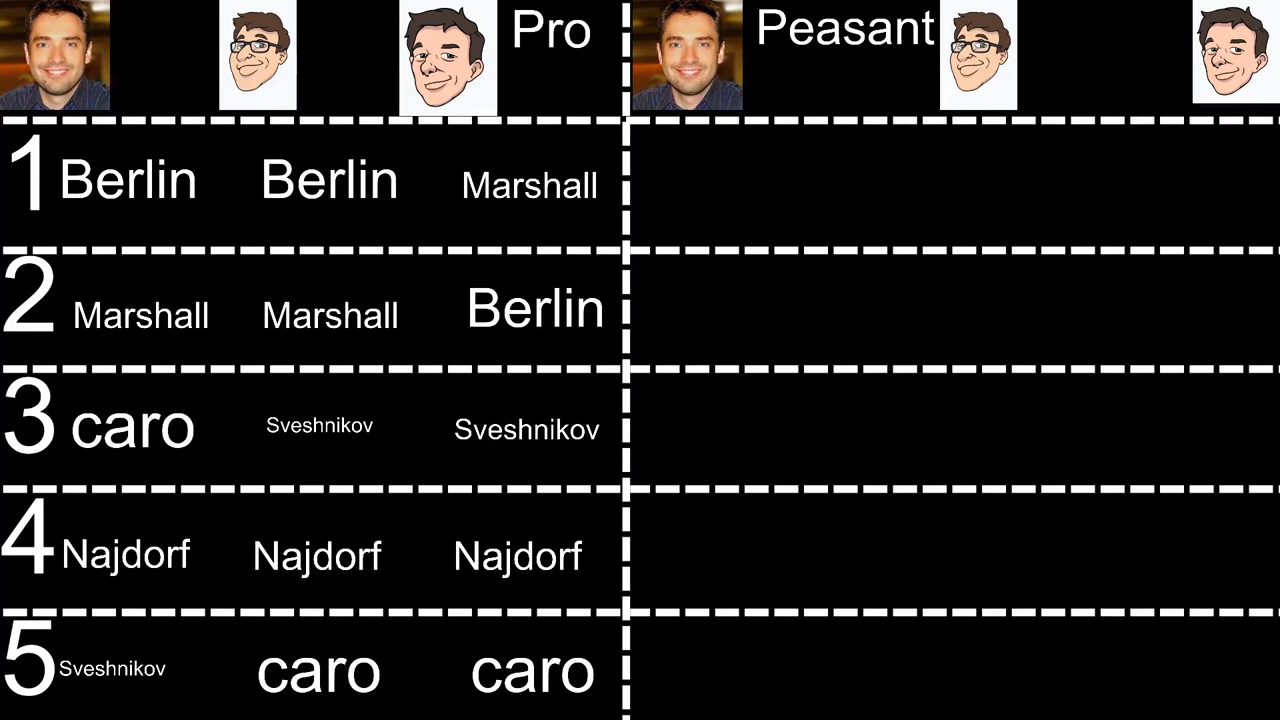 Pro Peasant
1 Berlin Berlin Marshall
2 Marshall Marshall Berlin
3 caro Sveshnikov Sveshnikov
4 Najdorf Najdorf Najdorf
5 Sveshnikov caro caro